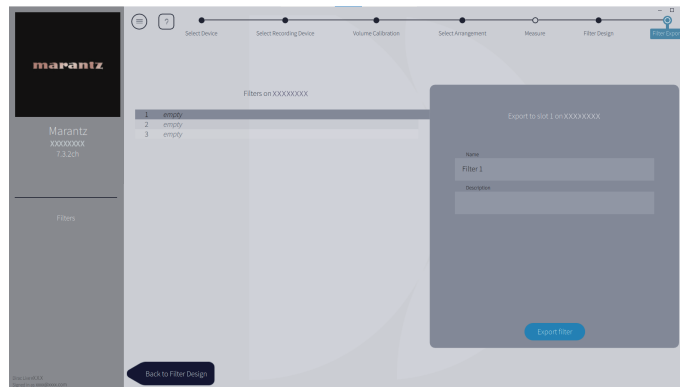 marantz
Marantz
XXXXXXXX
7.3.2ch
Filters
?
Select Device
Select Recording Device
Volume Calibration
Select Arrangement
Measure
Filter Design
Filter Export
Filters on XXXXXXXX
1 empty
2 empty
3 empty
Export to slot 1 on XXXXXXXX
Name
Filter 1
Description
Export filter
Back to Filter Design